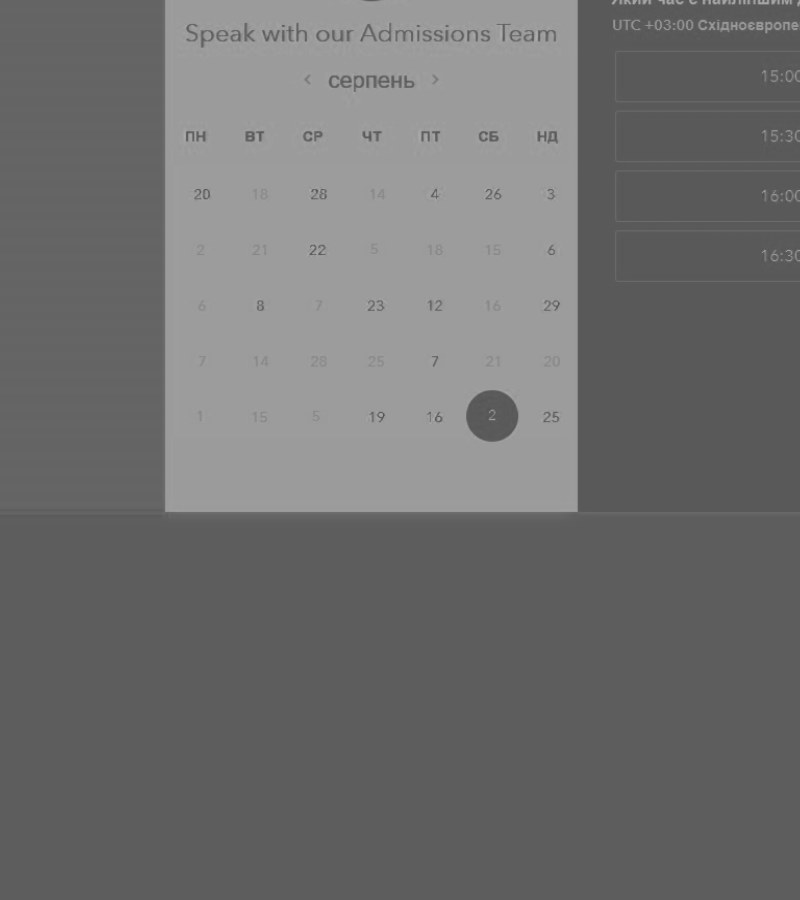 Speak with our Admissions Team
< серпень >
ПН ВТ СР ЧТ ПТ СБ НД
20 18 28 14 4 26 3
2 21 22 5 18 15 6
6 8 7 23 12 16 29
7 14 28 25 7 21 20
1 15 5 19 16 2 25
Який час є найліпшим
UTC +03:00 Східноєвропе
15:00
15:30
16:00
16:30